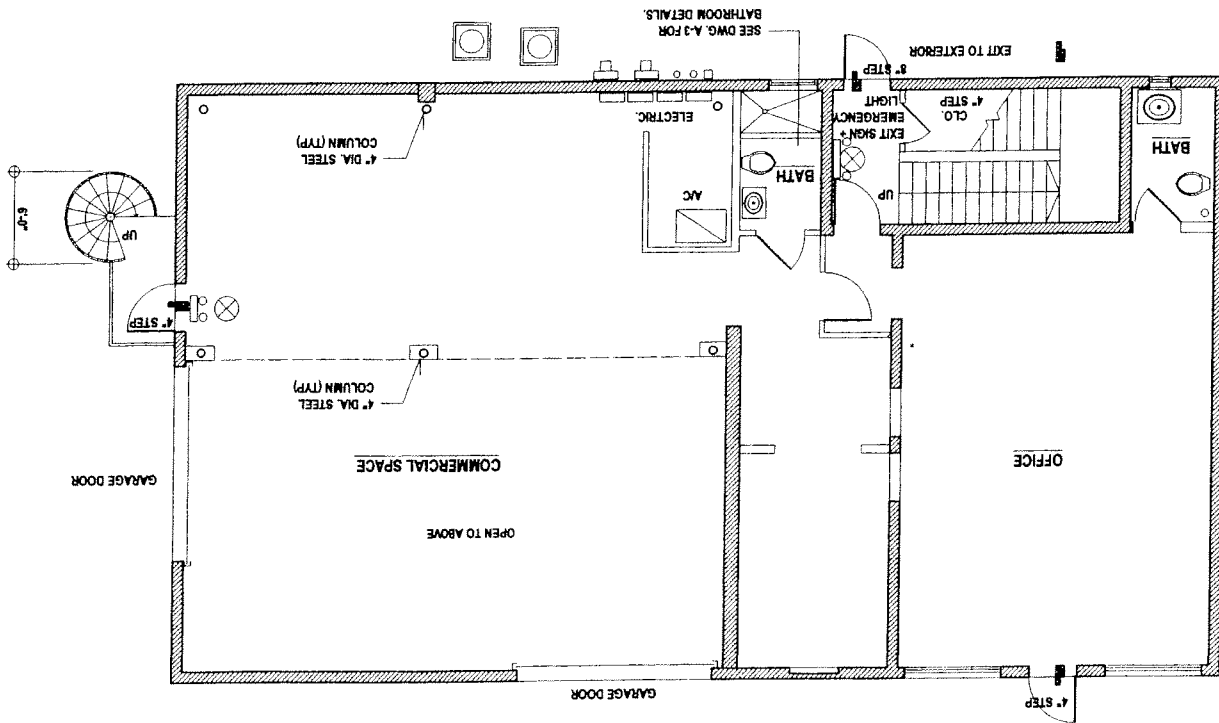 4" STEP
GARAGE DOOR
OPEN TO ABOVE
GARAGE DOOR
OFFICE
COMMERCIAL SPACE
4" DIA. STEEL
COLUMN (TYP)
4" STEP
UP
6'-0"
UP
A/C
BATH
BATH
4" DIA. STEEL
COLUMN (TYP)
EXIT SIGN +
EMERGENCY
LIGHT
CLO.
4" STEP
ELECTRIC.
8" STEP
EXIT TO EXTERIOR
SEE DWG. A-3 FOR
BATHROOM DETAILS.